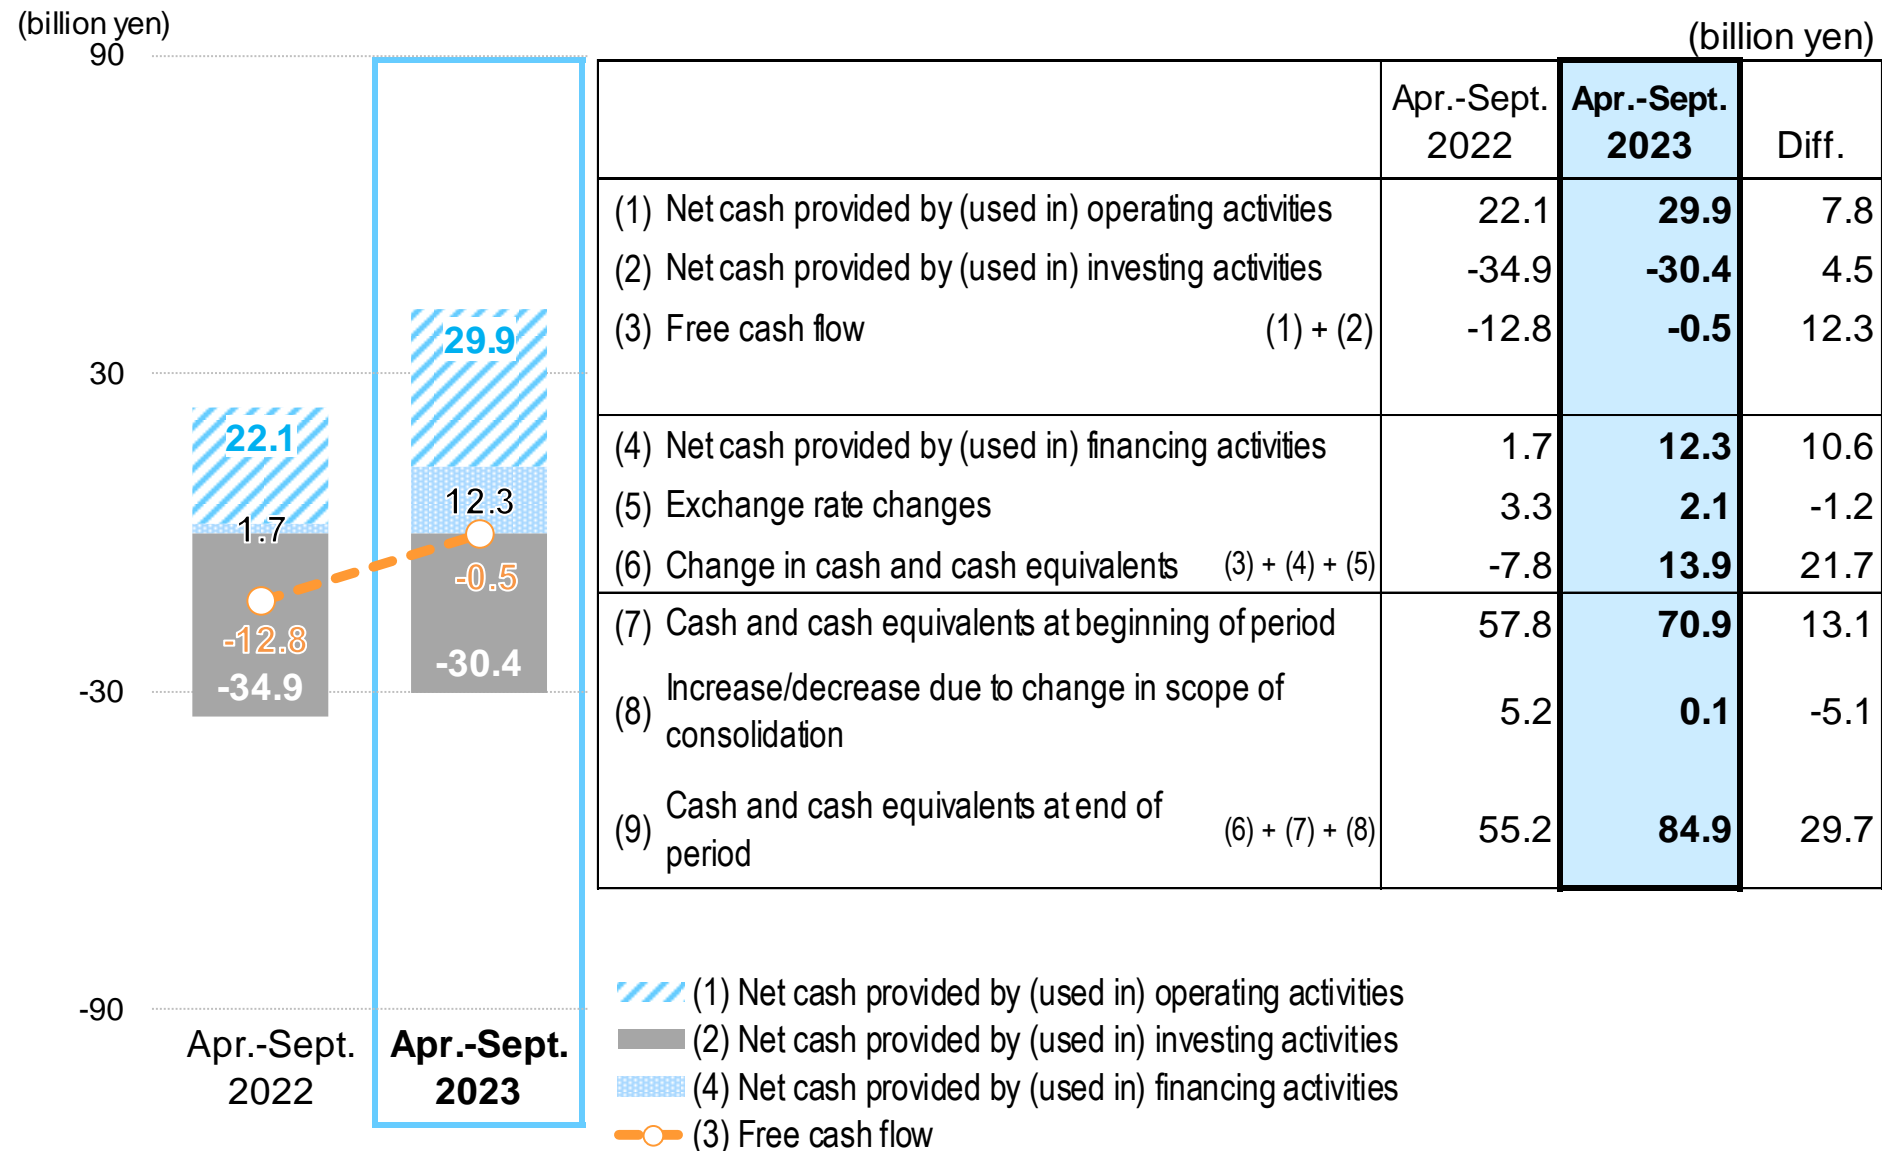 (billion yen)
90
30
-30
-90
22.1
1.7
-12.8
-34.9
29.9
12.3
-0.5
-30.4
Apr.-Sept.
2022
Apr.-Sept.
2023
(billion yen)
Apr.-Sept. 2022 Apr.-Sept. 2023 Diff.
(1) Net cash provided by (used in) operating activities 22.1 29.9 7.8
(2) Net cash provided by (used in) investing activities -34.9 -30.4 4.5
(3) Free cash flow (1) + (2) -12.8 -0.5 12.3
(4) Net cash provided by (used in) financing activities 1.7 12.3 10.6
(5) Exchange rate changes 3.3 2.1 -1.2
(6) Change in cash and cash equivalents (3) + (4) + (5) -7.8 13.9 21.7
(7) Cash and cash equivalents at beginning of period 57.8 70.9 13.1
(8) Increase/decrease due to change in scope of
consolidation 5.2 0.1 -5.1
(9) Cash and cash equivalents at end of
period (6) + (7) + (8) 55.2 84.9 29.7
(1) Net cash provided by (used in) operating activities
(2) Net cash provided by (used in) investing activities
(4) Net cash provided by (used in) financing activities
(3) Free cash flow